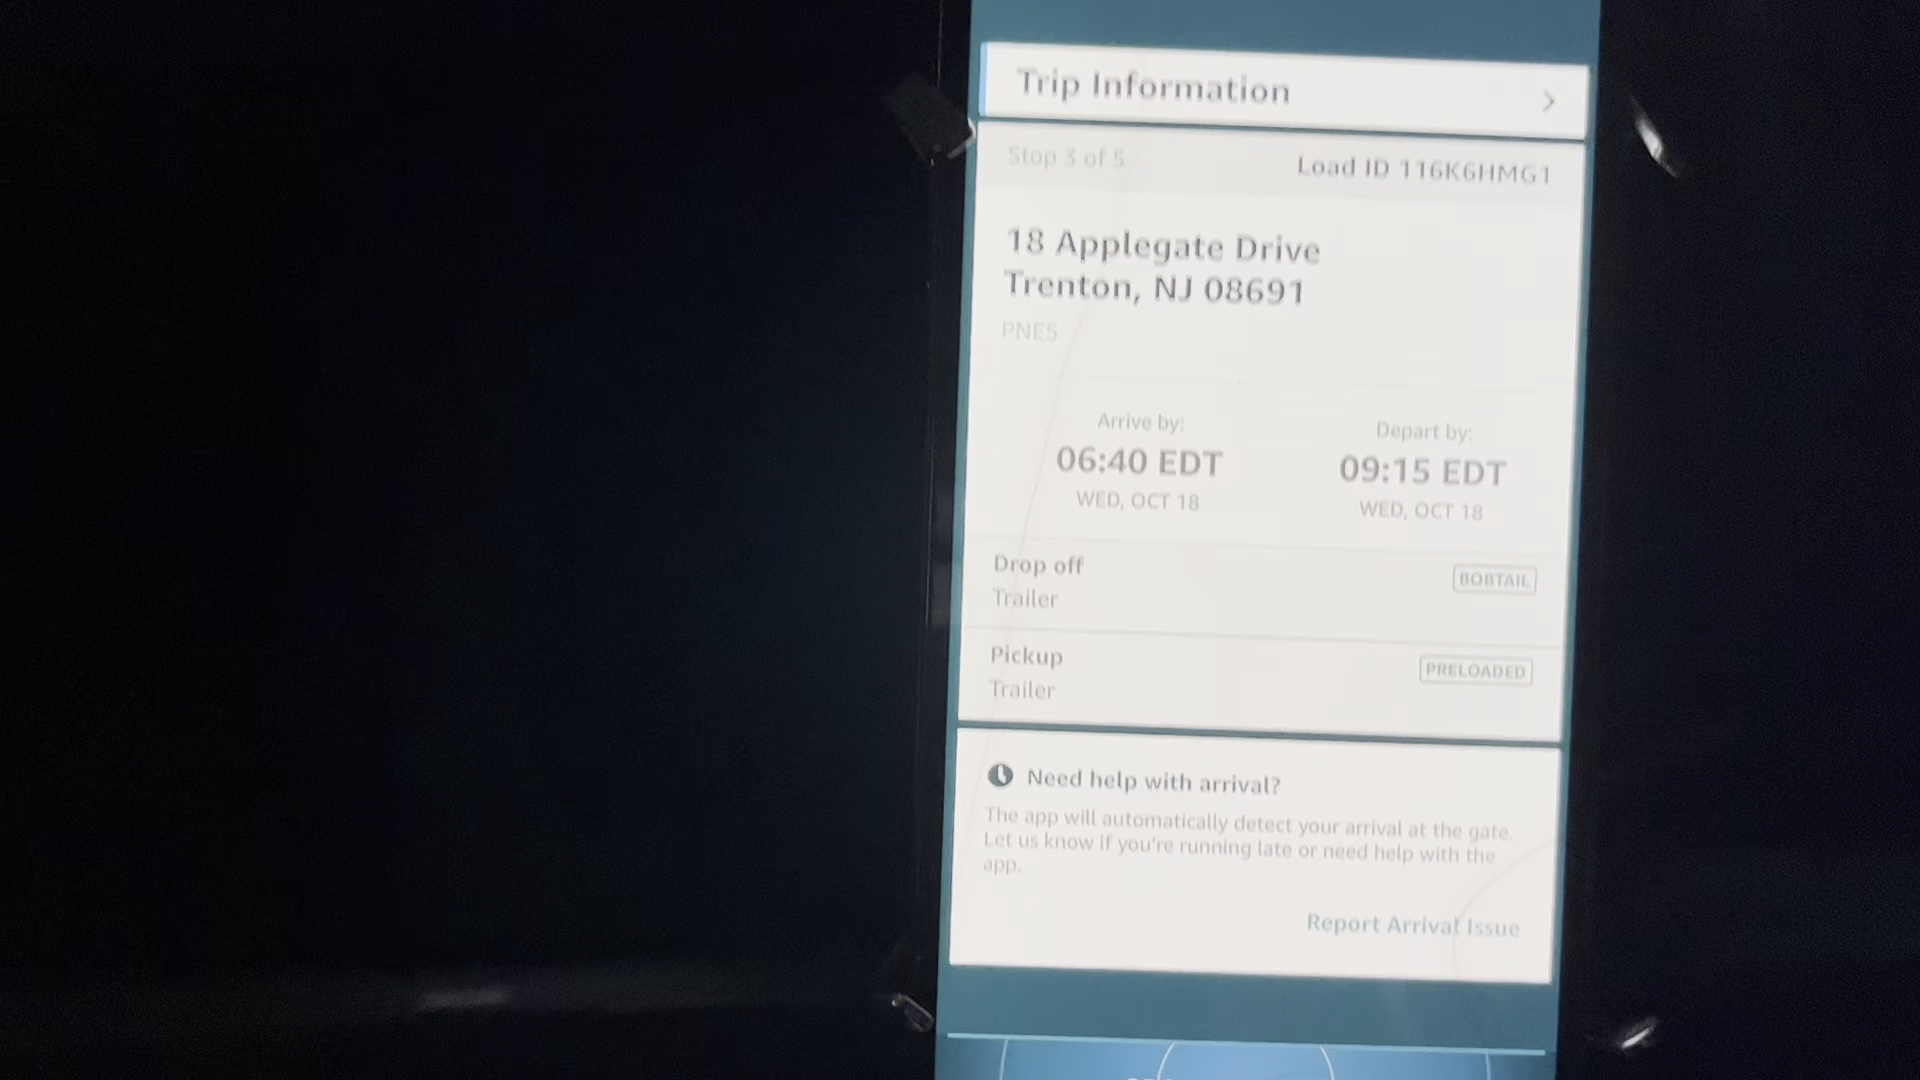 Trip Information
Stop 3 of 5
Load ID 116K6HMG1
18 Applegate Drive
Trenton, NJ 08691
PNE5
Arrive by:
06:40 EDT
WED, OCT 18
Depart by:
09:15 EDT
WED, OCT 18
Drop off
Trailer
BOBTAIL
Pickup
Trailer
PRELOADED
Need help with arrival?
The app will automatically detect your arrival at the gate.
Let us know if you're running late or need help with the
app.
Report Arrival Issue